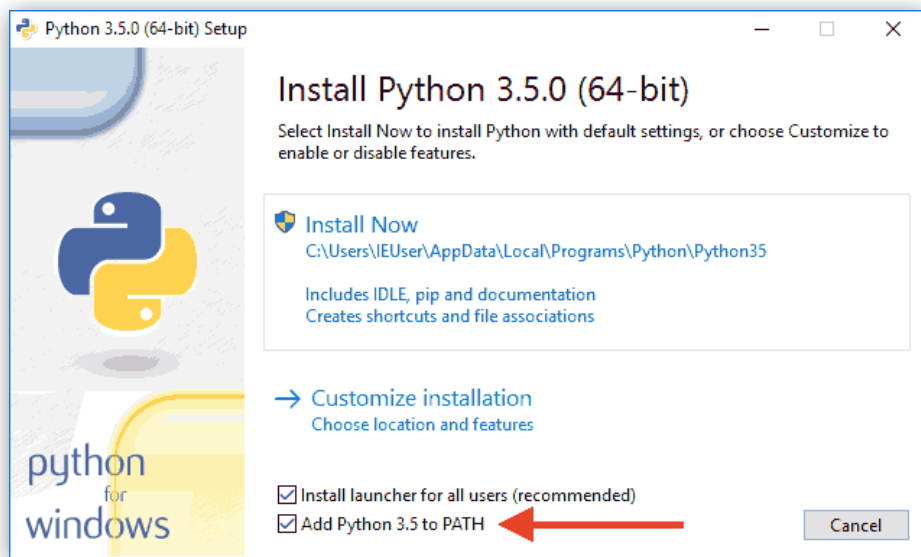 Python 3.5.0 (64-bit) Setup
Install Python 3.5.0 (64-bit)
Select Install Now to install Python with default settings, or choose Customize to
enable or disable features.
Install Now
C:\Users\IEUser\AppData\Local\Programs\Python\Python35
Includes IDLE, pip and documentation
Creates shortcuts and file associations
Customize installation
Choose location and features
python
for
windows
Install launcher for all users (recommended)
Add Python 3.5 to PATH
Cancel